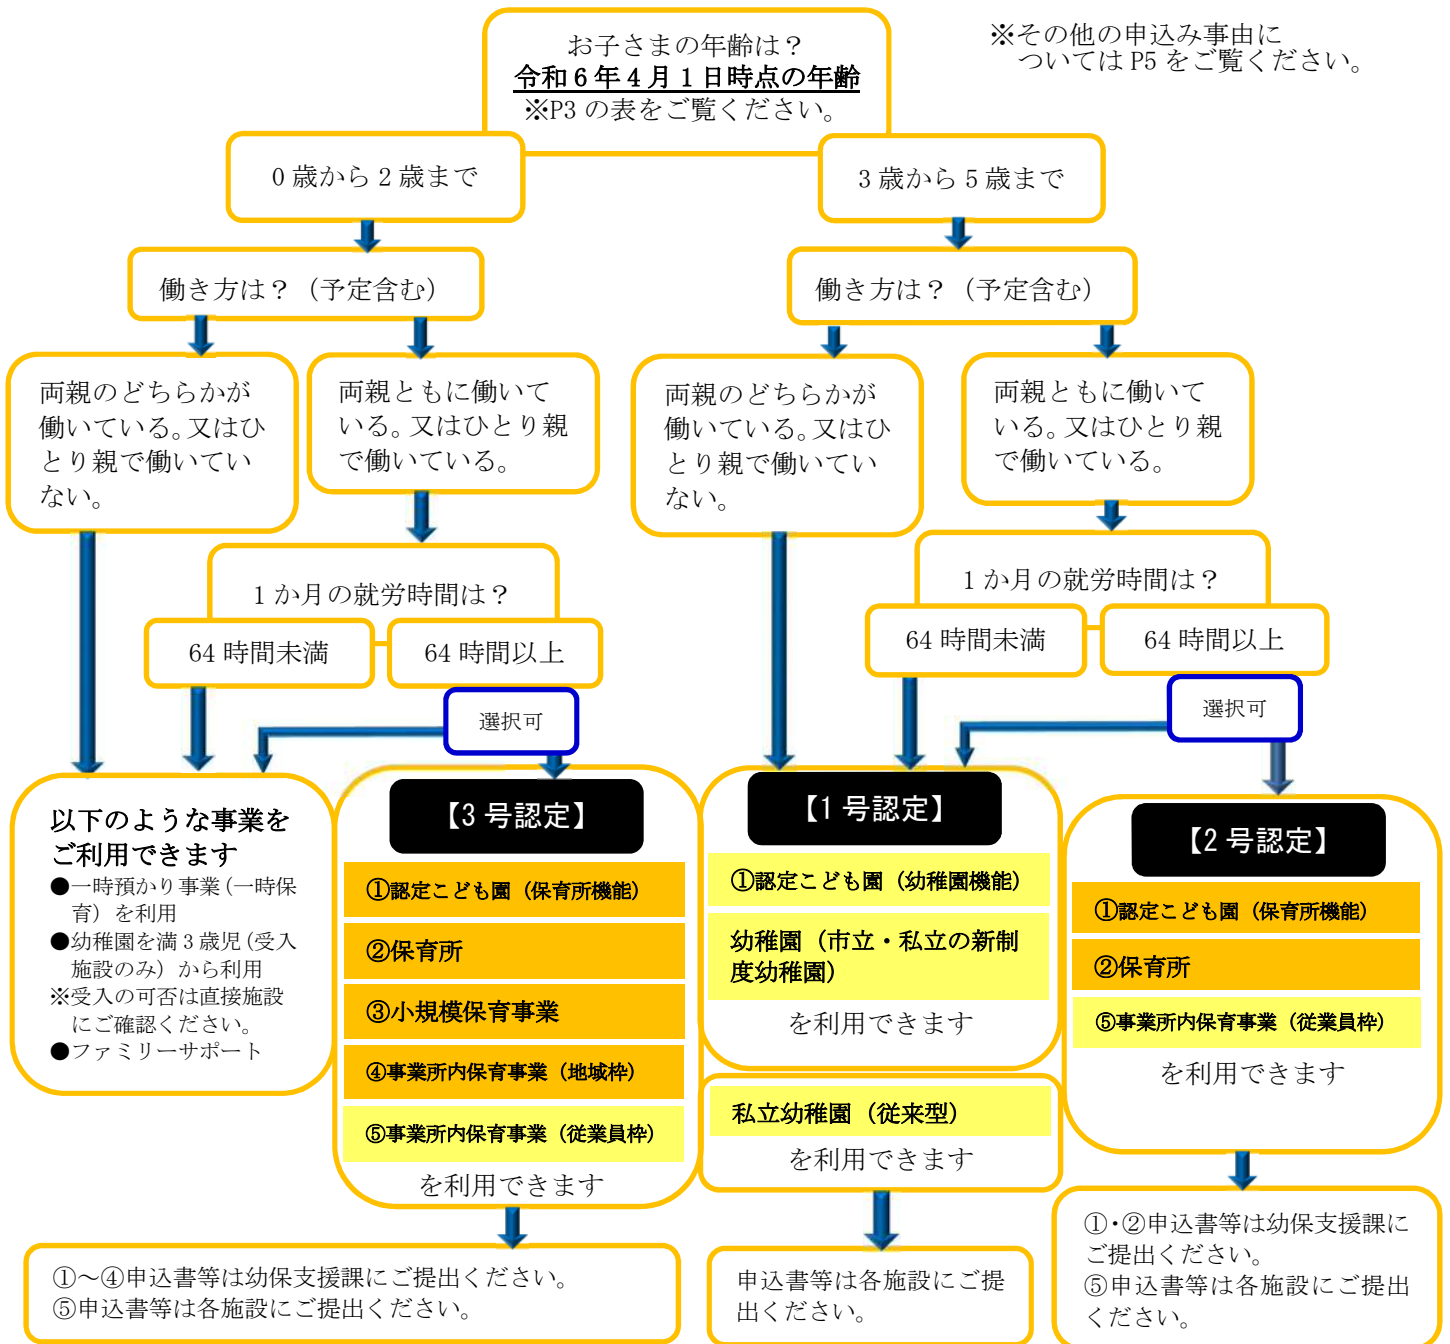 お子さまの年齢は？
令和６年４月１日時点の年齢
※P3 の表をご覧ください。
※その他の申込み事由に
ついては P5 をご覧ください。
0 歳から 2 歳まで
3 歳から 5 歳まで
働き方は？（予定含む）
働き方は？（予定含む）
両親のどちらかが
働いている。又はひ
とり親で働いてい
ない。
両親ともに働いて
いる。又はひとり親
で働いている。
両親のどちらかが
働いている。又はひ
とり親で働いてい
ない。
両親ともに働いて
いる。又はひとり親
で働いている。
1 か月の就労時間は？
64 時間未満
64 時間以上
1 か月の就労時間は？
64 時間未満
64 時間以上
選択可
選択可
以下のような事業を
ご利用できます
●一時預かり事業（一時保
育）を利用
●幼稚園を満 3 歳児（受入
施設のみ）から利用
※受入の可否は直接施設
にご確認ください。
●ファミリーサポート
【3 号認定】
①認定こども園（保育所機能）
②保育所
③小規模保育事業
④事業所内保育事業（地域枠）
⑤事業所内保育事業（従業員枠）
を利用できます
【1 号認定】
①認定こども園（幼稚園機能）
幼稚園（市立・私立の新制
度幼稚園）
を利用できます
私立幼稚園（従来型）
を利用できます
【2 号認定】
①認定こども園（保育所機能）
②保育所
⑤事業所内保育事業（従業員枠）
を利用できます
①～④申込書等は幼保支援課にご提出ください。
⑤申込書等は各施設にご提出ください。
申込書等は各施設にご提
出ください。
①・②申込書等は幼保支援課に
ご提出ください。
⑤申込書等は各施設にご提出
ください。